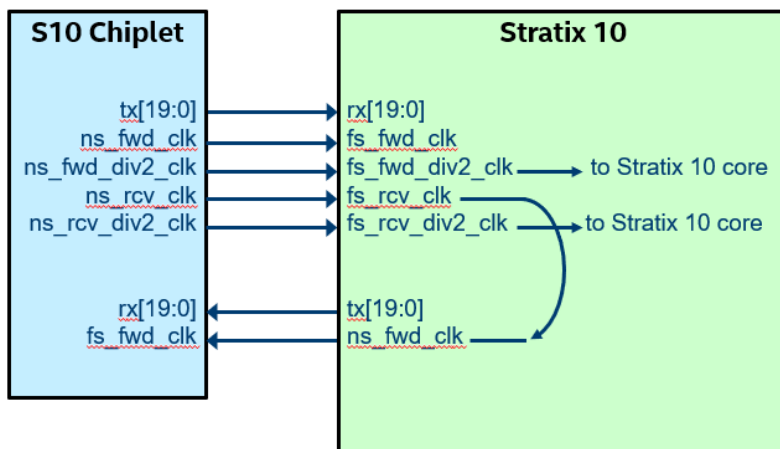 S10 Chiplet Stratix 10
tx[19:0] rx[19:0]
ns_fwd_clk fs_fwd_clk
ns_fwd_div2_clk fs_fwd_div2_clk to Stratix 10 core
ns_rcv_clk fs_rcv_clk
ns_rcv_div2_clk fs_rcv_div2_clk to Stratix 10 core
rx[19:0] tx[19:0]
fs_fwd_clk ns_fwd_clk